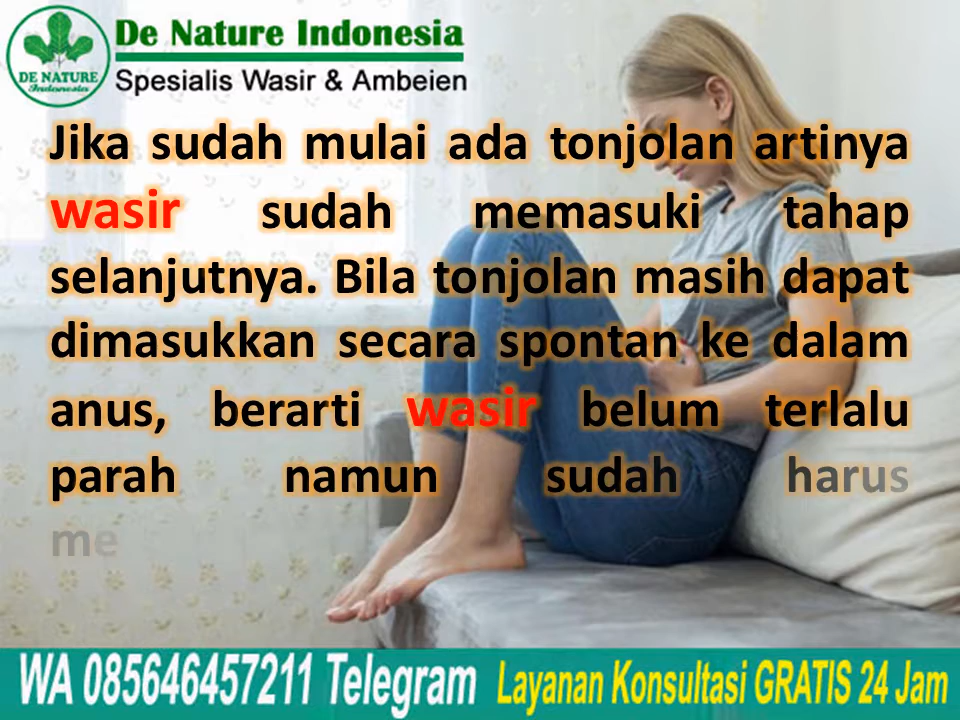 De Nature Indonesia
DE NATURE
Indonesia
Spesialis Wasir & Ambeien
Jika sudah mulai ada tonjolan artinya
wasir sudah memasuki tahap
selanjutnya. Bila tonjolan masih dapat
dimasukkan secara spontan ke dalam
anus, berarti wasir belum terlalu
parah namun sudah harus
me
WA 085646457211 Telegram Layanan Konsultasi GRATIS 24 Jam